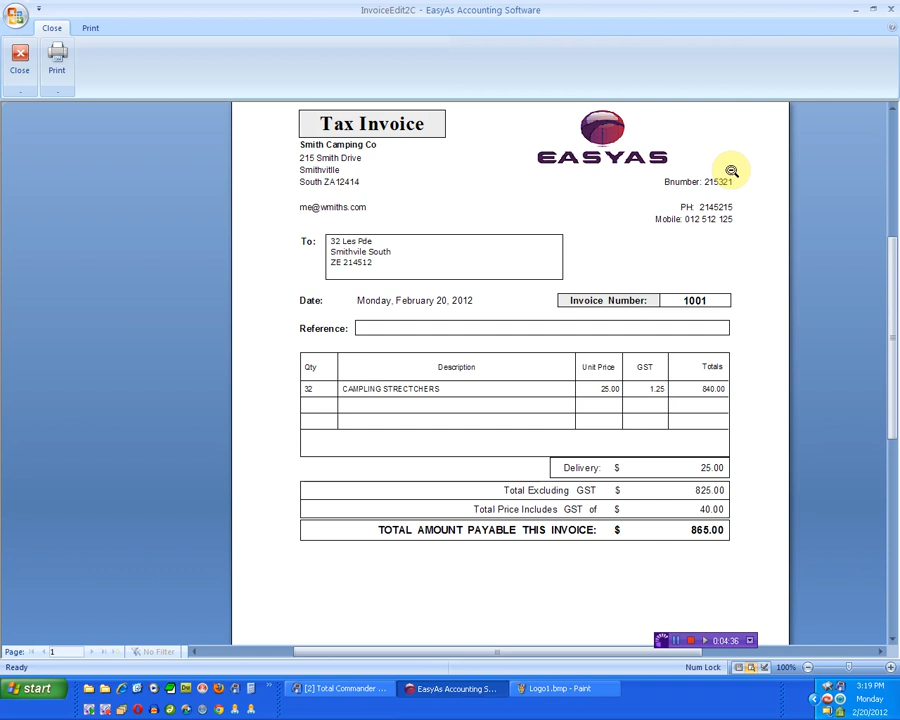 InvoiceEdit2C - EasyAs Accounting Software
Close
Print
Close
Print
Tax Invoice
EASYAS
Smith Camping Co
215 Smith Drive
Smithvitlle
South ZA12414
Bnumber: 215321
me@wmiths.com
PH: 2145215
Mobile: 012 512 125
To:
32 Les Pde
Smithvile South
ZE 214512
Date: Monday, February 20, 2012
Invoice Number: 1001
Reference:
Qty Description Unit Price GST Totals
32 CAMPLING STRECTCHERS 25.00 1.25 840.00
Delivery: $ 25.00
Total Excluding GST $ 825.00
Total Price Includes GST of $ 40.00
TOTAL AMOUNT PAYABLE THIS INVOICE: $ 865.00
0:04:36
Page: 1 No Filter
Ready
Num Lock
100%
start
[2] Total Commander ...
EasyAs Accounting S...
Logo1.bmp - Paint
3:19 PM
Monday
2/20/2012